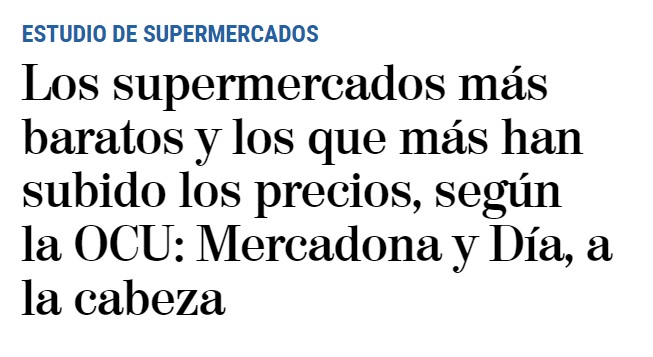 ESTUDIO DE SUPERMERCADOS
Los supermercados más
baratos y los que más han
subido los precios, según
la OCU: Mercadona y Día, a
la cabeza